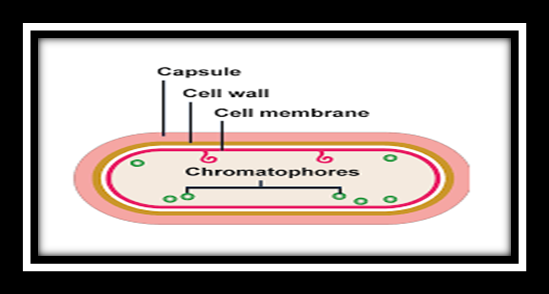 Capsule
Cell wall
Cell membrane
Chromatophores